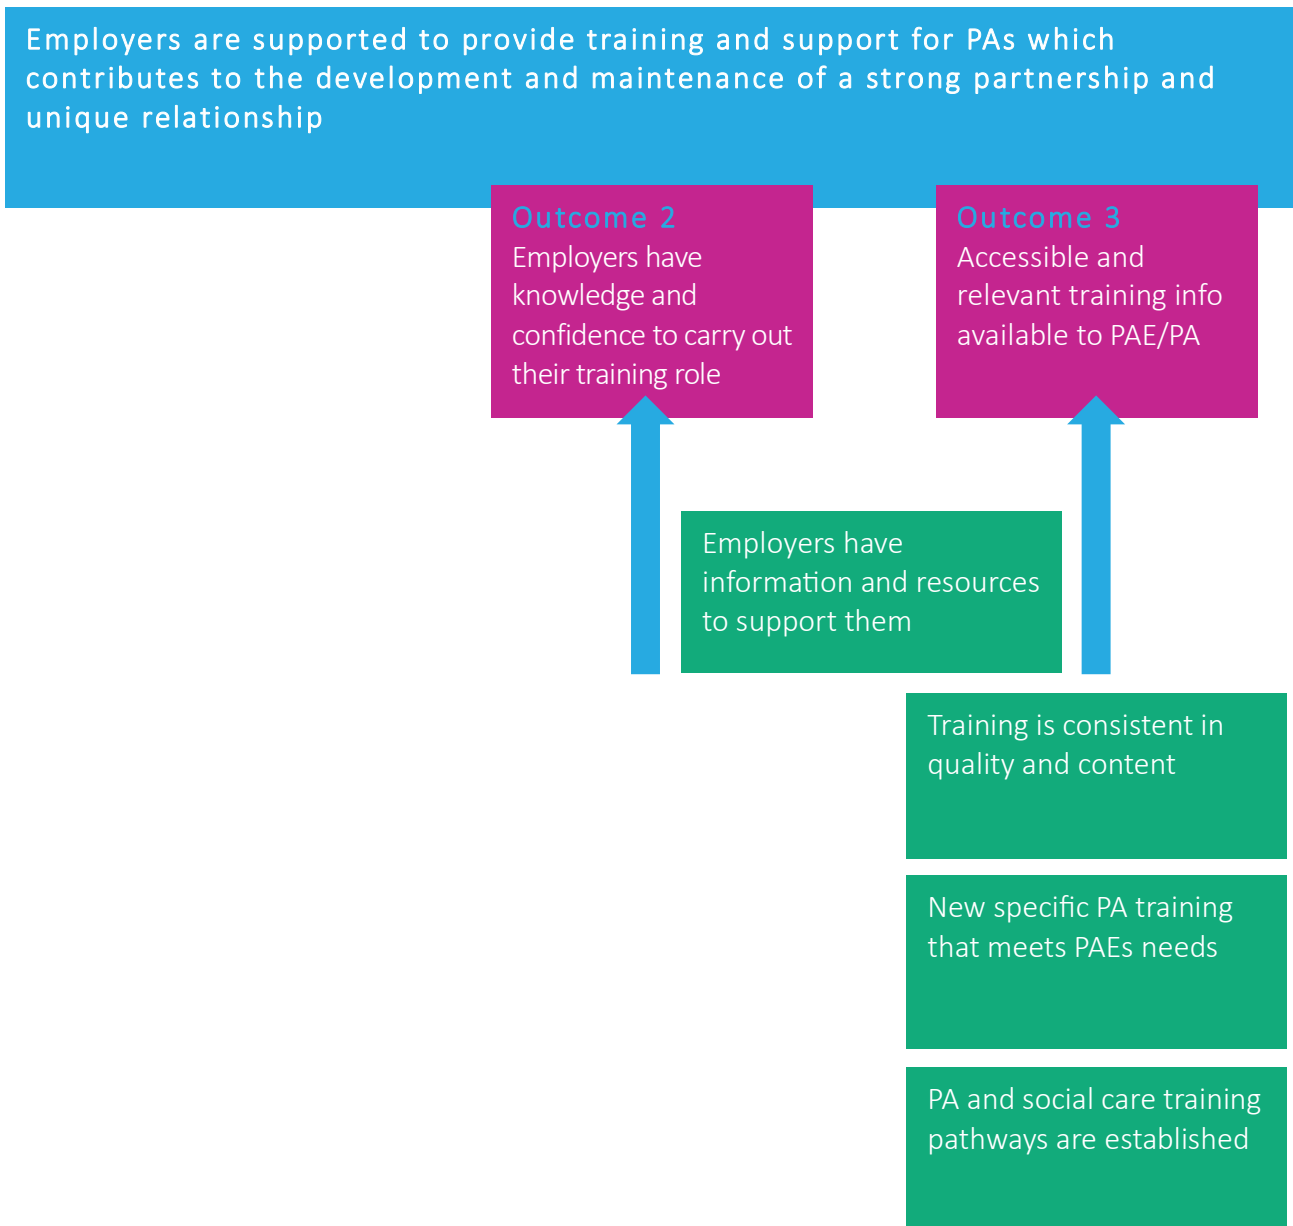 Employers are supported to provide training and support for PAs which
contributes to the development and maintenance of a strong partnership and
unique relationship
Outcome 2
Employers have
knowledge and
confidence to carry out
their training role
Outcome 3
Accessible and
relevant training info
available to PAE/PA
Employers have
information and resources
to support them
Training is consistent in
quality and content
New specific PA training
that meets PAEs needs
PA and social care training
pathways are established